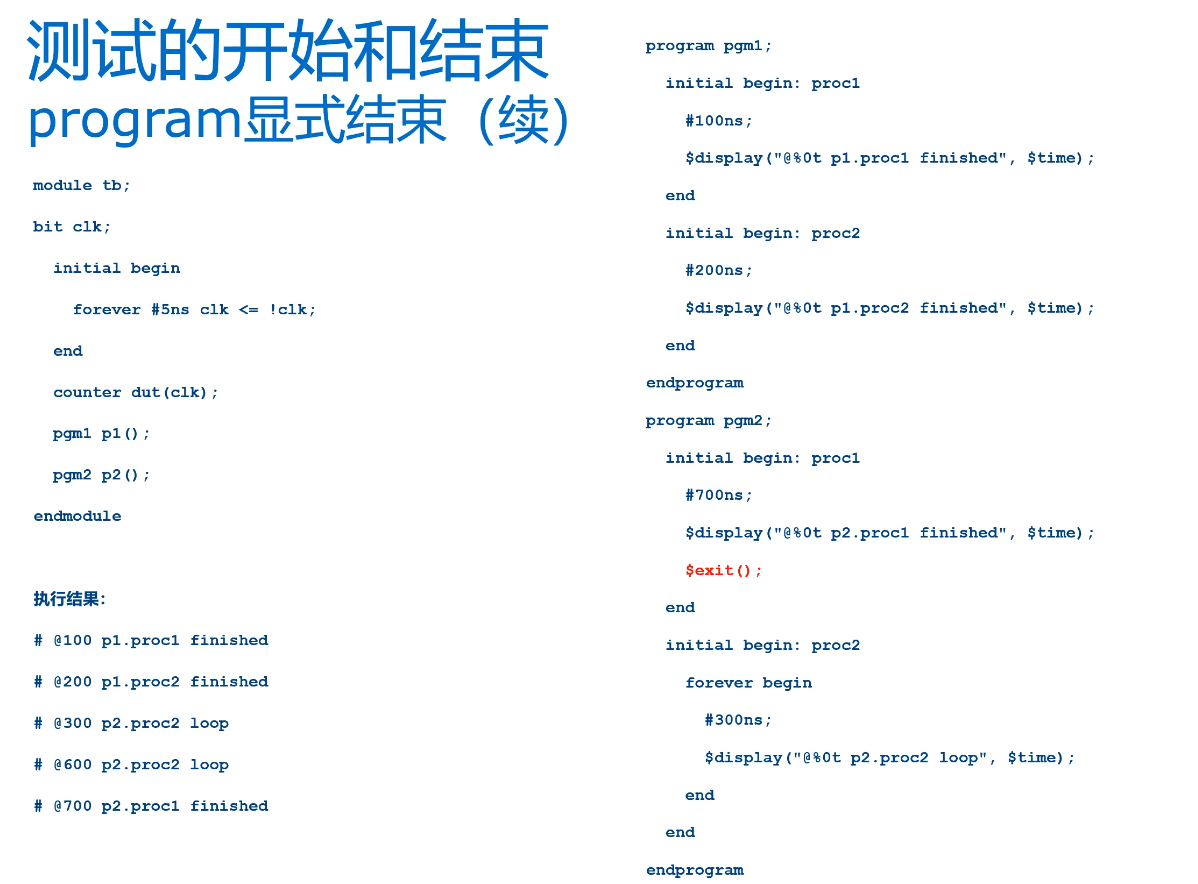 测试的开始和结束
program显式结束（续）
module tb;
bit clk;
initial begin
forever #5ns clk <= !clk;
end
counter dut(clk);
pgm1 p1();
pgm2 p2();
endmodule
执行结果：
# @100 p1.proc1 finished
# @200 p1.proc2 finished
# @300 p2.proc2 loop
# @600 p2.proc2 loop
# @700 p2.proc1 finished
program pgm1;
initial begin: proc1
#100ns;
$display("@%0t p1.proc1 finished", $time);
end
initial begin: proc2
#200ns;
$display("@%0t p1.proc2 finished", $time);
end
endprogram
program pgm2;
initial begin: proc1
#700ns;
$display("@%0t p2.proc1 finished", $time);
$exit();
end
initial begin: proc2
forever begin
#300ns;
$display("@%0t p2.proc2 loop", $time);
end
end
endprogram